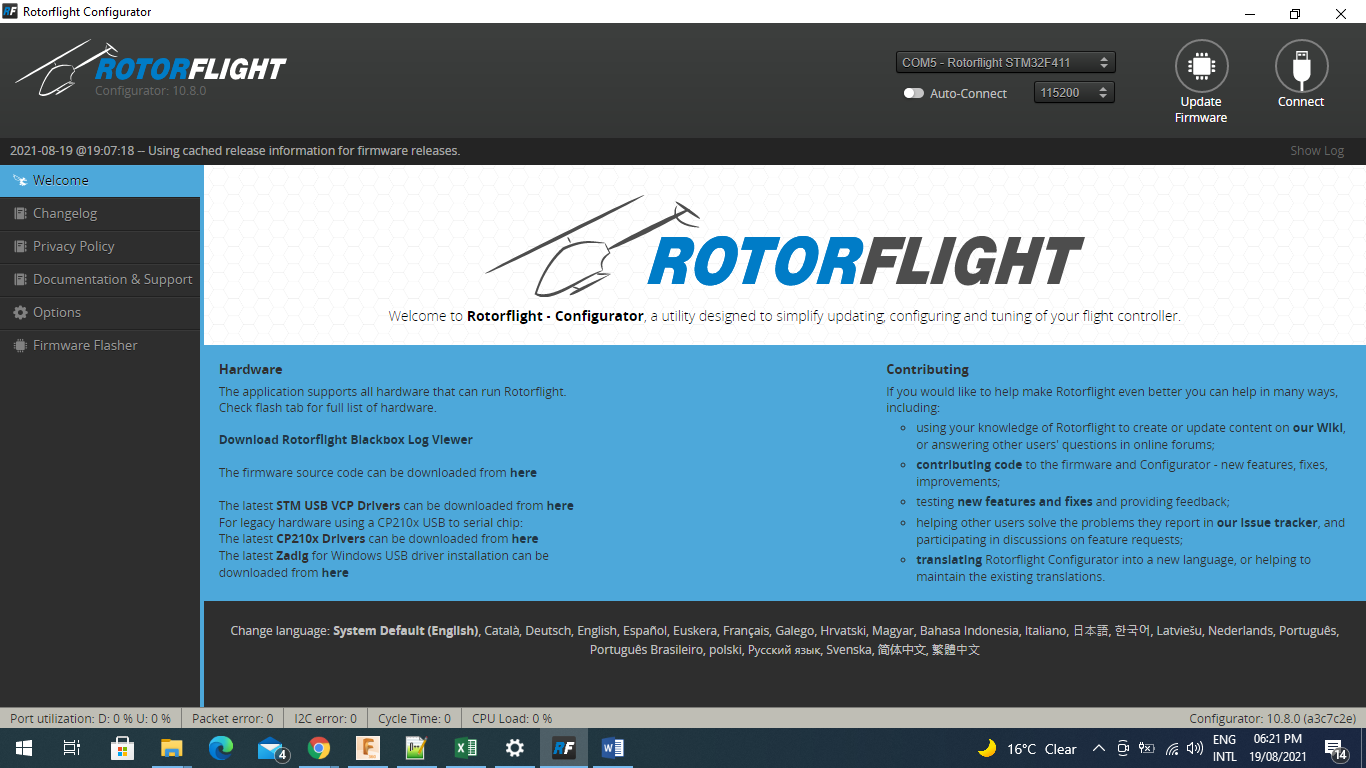 Rotorflight Configurator
ROTORFLIGHT
Configurator: 10.8.0
COM5 - Rotorflight STM32F411
Auto-Connect
115200
Update
Firmware
Connect
2021-08-19 @19:07:18 -- Using cached release information for firmware releases.
Show Log
Welcome
Changelog
Privacy Policy
Documentation & Support
Options
Firmware Flasher
ROTORFLIGHT
Welcome to Rotorflight - Configurator, a utility designed to simplify updating, configuring and tuning of your flight controller.
Hardware
The application supports all hardware that can run Rotorflight.
Check flash tab for full list of hardware.
Download Rotorflight Blackbox Log Viewer
The firmware source code can be downloaded from here
The latest STM USB VCP Drivers can be downloaded from here
For legacy hardware using a CP210x USB to serial chip:
The latest CP210x Drivers can be downloaded from here
The latest Zadig for Windows USB driver installation can be
downloaded from here
Contributing
If you would like to help make Rotorflight even better you can help in many ways,
including:
using your knowledge of Rotorflight to create or update content on our Wiki,
or answering other users' questions in online forums;
contributing code to the firmware and Configurator - new features, fixes,
improvements;
testing new features and fixes and providing feedback;
helping other users solve the problems they report in our issue tracker, and
participating in discussions on feature requests;
translating Rotorflight Configurator into a new language, or helping to
maintain the existing translations.
Change language: System Default (English), Català, Deutsch, English, Español, Euskera, Français, Galego, Hrvatski, Magyar, Bahasa Indonesia, Italiano, 日本語, 한국어, Latviešu, Nederlands, Português,
Português Brasileiro, polski, Русский язык, Svenska, 简体中文, 繁體中文
Port utilization: D: 0 % U: 0 %
Packet error: 0
I2C error: 0
Cycle Time: 0
CPU Load: 0 %
Configurator: 10.8.0 (a3c7c2e)
4
RF
16°C Clear
ENG
INTL
06:21 PM
19/08/2021
14